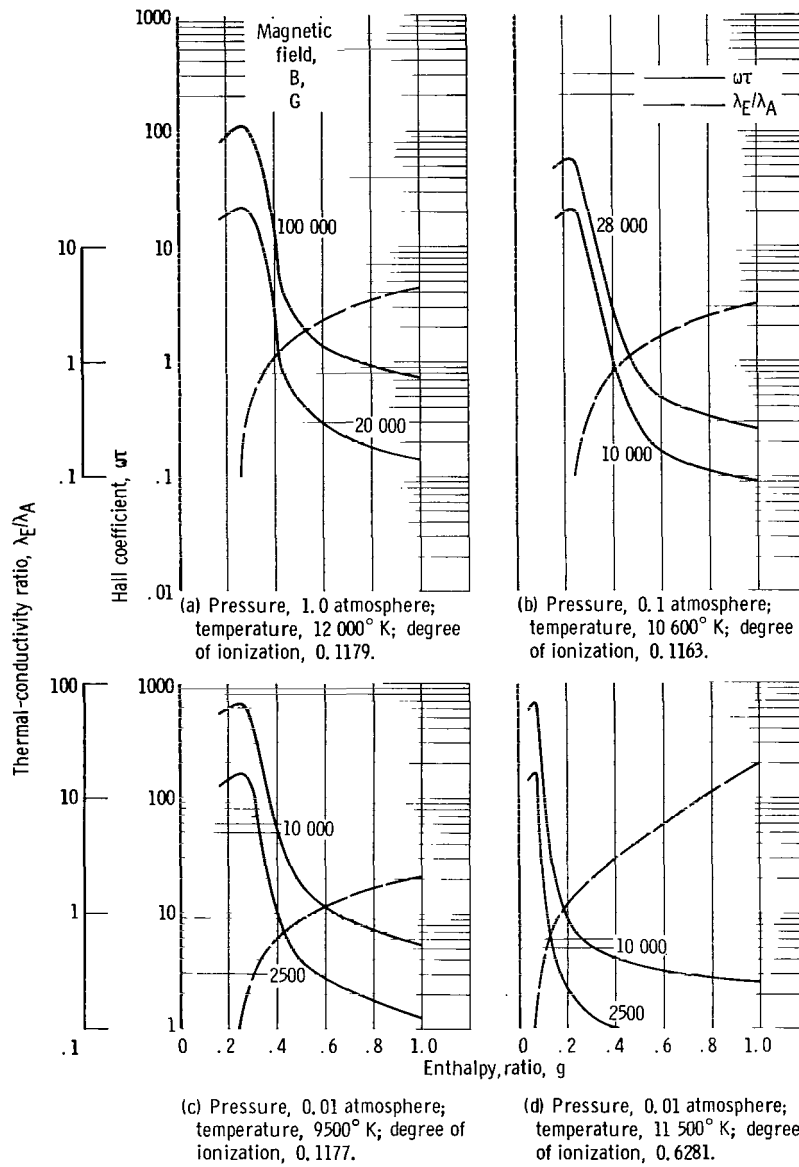 1000
100
10
1
.1
.01
10
1
.1
Magnetic
field,
B,
G
100 000
20 000
ωτ
λE/λA
28 000
10 000
Thermal-conductivity ratio, λE/λA
Hall coefficient, ωτ
(a) Pressure, 1.0 atmosphere;
temperature, 12 000° K; degree
of ionization, 0.1179.
(b) Pressure, 0.1 atmosphere;
temperature, 10 600° K; degree
of ionization, 0.1163.
100
10
1
.1
1000
100
10
1
10 000
2500
10 000
2500
0 .2 .4 .6 .8 1.0
0 .2 .4 .6 .8 1.0
Enthalpy, ratio, g
(c) Pressure, 0.01 atmosphere;
temperature, 9500° K; degree of
ionization, 0.1177.
(d) Pressure, 0.01 atmosphere;
temperature, 11 500° K; degree
of ionization, 0.6281.